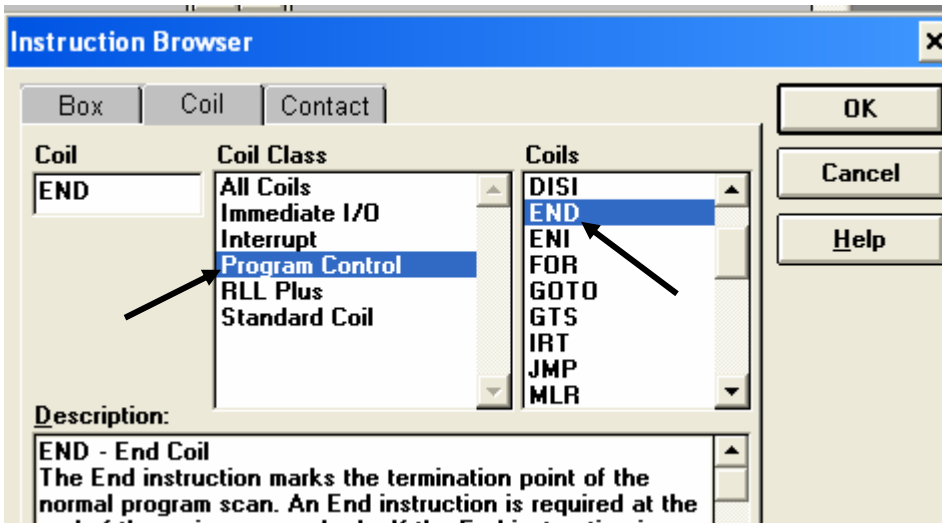 Instruction Browser
Box Coil Contact
OK
Cancel
Help
Coil
END
Coil Class
All Coils
Immediate I/O
Interrupt
Program Control
RLL Plus
Standard Coil
Coils
DISI
END
ENI
FOR
GOTO
GTS
IRT
JMP
MLR
Description:
END - End Coil
The End instruction marks the termination point of the
normal program scan. An End instruction is required at the